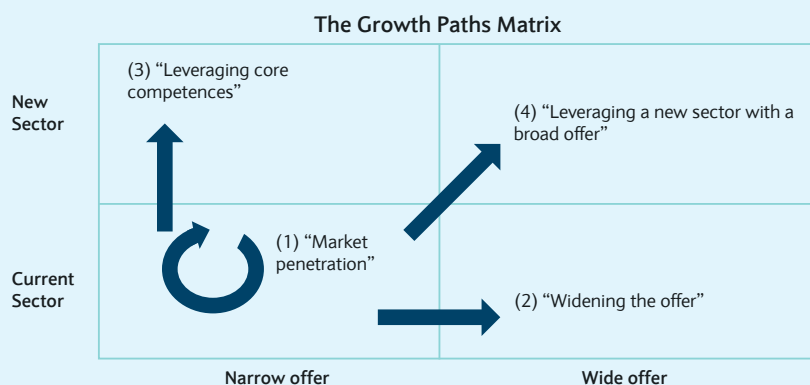 The Growth Paths Matrix
New
Sector
(3) “Leveraging core
competences”
(4) “Leveraging a new sector with a
broad offer”
Current
Sector
(1) “Market
penetration”
(2) “Widening the offer”
Narrow offer
Wide offer